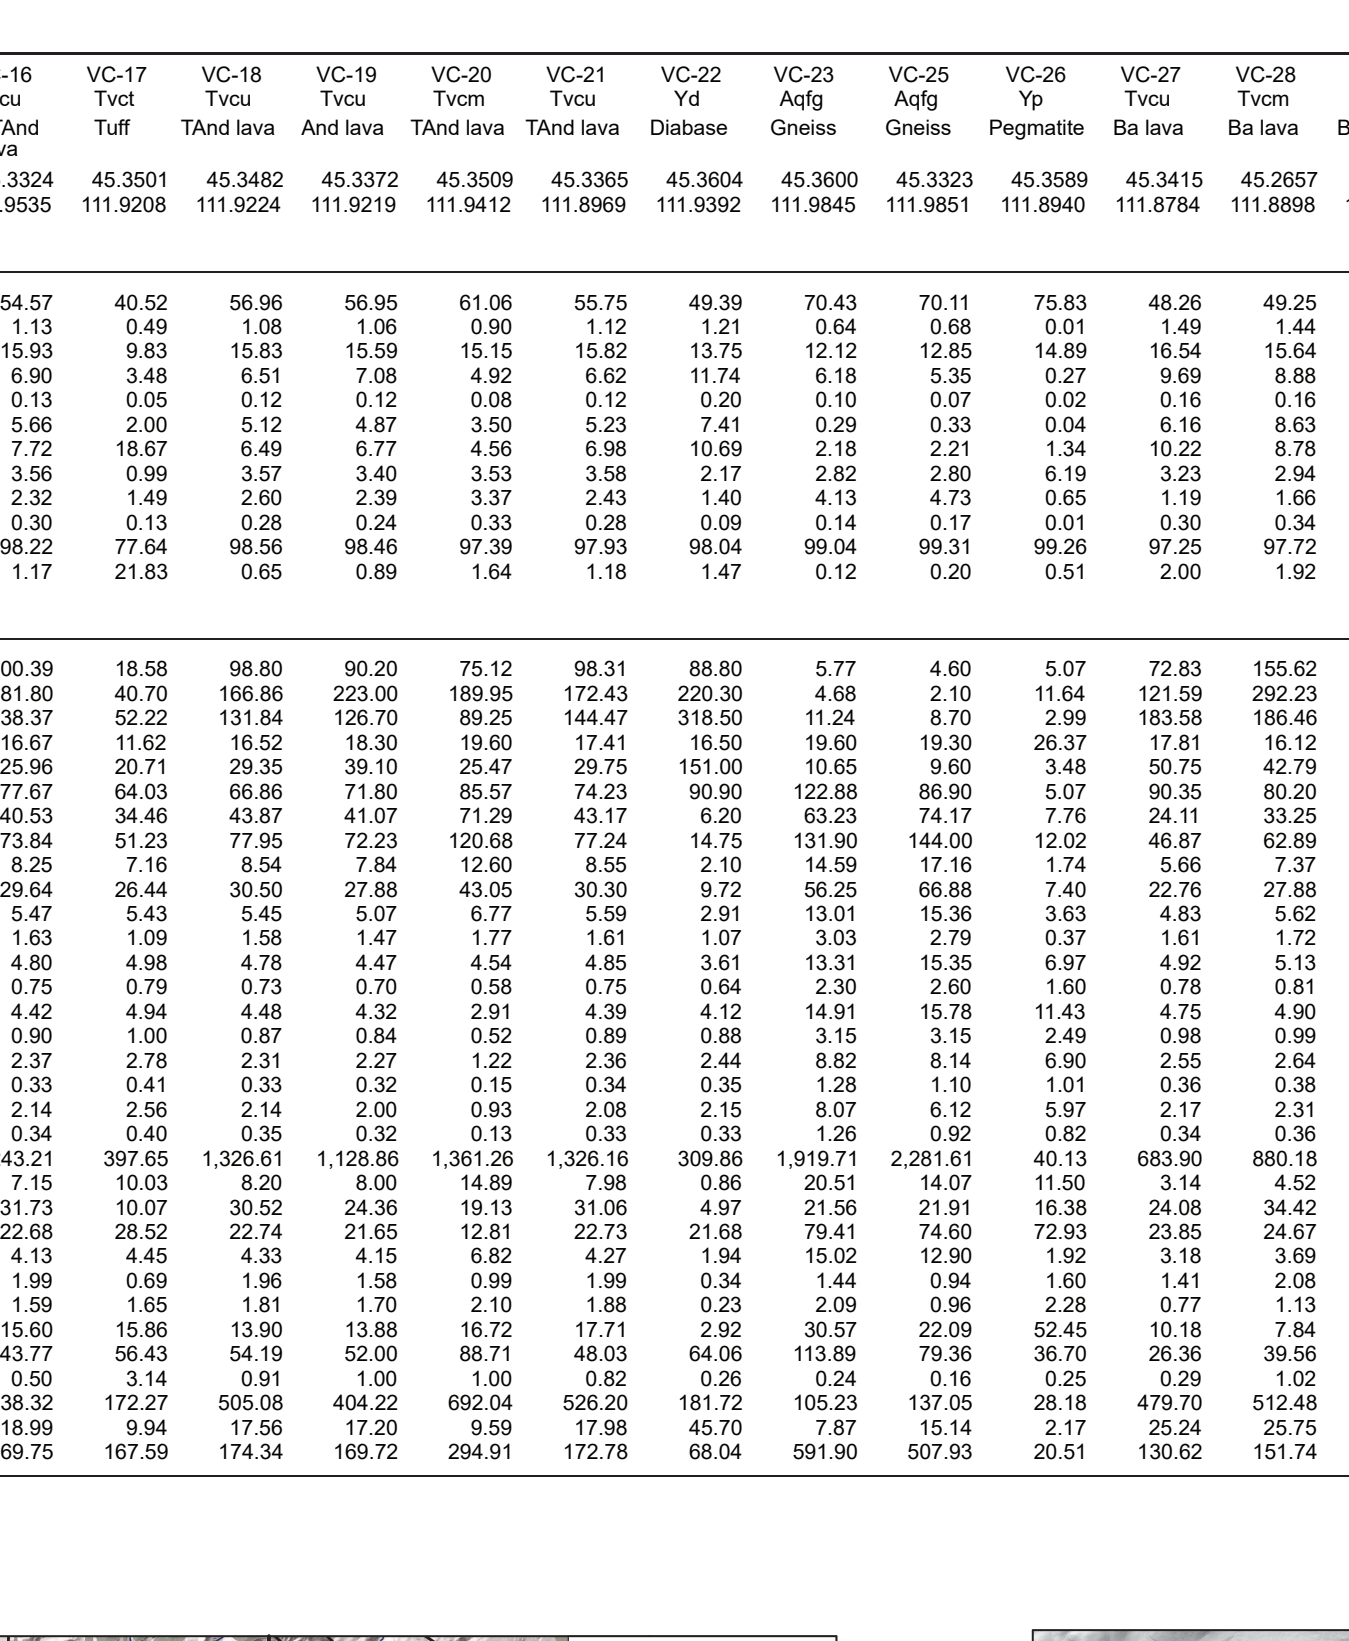 -16 VC-17 VC-18 VC-19 VC-20 VC-21 VC-22 VC-23 VC-25 VC-26 VC-27 VC-28
cu Tvct Tvcu Tvcu Tvcm Tvcu Yd Aqfg Aqfg Yp Tvcu Tvcm
And Tuff TAnd lava And lava TAnd lava TAnd lava Diabase Gneiss Gneiss Pegmatite Ba lava Ba lava B
va
.3324 45.3501 45.3482 45.3372 45.3509 45.3365 45.3604 45.3600 45.3323 45.3589 45.3415 45.2657
.9535 111.9208 111.9224 111.9219 111.9412 111.8969 111.9392 111.9845 111.9851 111.8940 111.8784 111.8898
54.57 40.52 56.96 56.95 61.06 55.75 49.39 70.43 70.11 75.83 48.26 49.25
1.13 0.49 1.08 1.06 0.90 1.12 1.21 0.64 0.68 0.01 1.49 1.44
15.93 9.83 15.83 15.59 15.15 15.82 13.75 12.12 12.85 14.89 16.54 15.64
6.90 3.48 6.51 7.08 4.92 6.62 11.74 6.18 5.35 0.27 9.69 8.88
0.13 0.05 0.12 0.12 0.08 0.12 0.20 0.10 0.07 0.02 0.16 0.16
5.66 2.00 5.12 4.87 3.50 5.23 7.41 0.29 0.33 0.04 6.16 8.63
7.72 18.67 6.49 6.77 4.56 6.98 10.69 2.18 2.21 1.34 10.22 8.78
3.56 0.99 3.57 3.40 3.53 3.58 2.17 2.82 2.80 6.19 3.23 2.94
2.32 1.49 2.60 2.39 3.37 2.43 1.40 4.13 4.73 0.65 1.19 1.66
0.30 0.13 0.28 0.24 0.33 0.28 0.09 0.14 0.17 0.01 0.30 0.34
98.22 77.64 98.56 98.46 97.39 97.93 98.04 99.04 99.31 99.26 97.25 97.72
1.17 21.83 0.65 0.89 1.64 1.18 1.47 0.12 0.20 0.51 2.00 1.92
00.39 18.58 98.80 90.20 75.12 98.31 88.80 5.77 4.60 5.07 72.83 155.62
81.80 40.70 166.86 223.00 189.95 172.43 220.30 4.68 2.10 11.64 121.59 292.23
38.37 52.22 131.84 126.70 89.25 144.47 318.50 11.24 8.70 2.99 183.58 186.46
16.67 11.62 16.52 18.30 19.60 17.41 16.50 19.60 19.30 26.37 17.81 16.12
25.96 20.71 29.35 39.10 25.47 29.75 151.00 10.65 9.60 3.48 50.75 42.79
77.67 64.03 66.86 71.80 85.57 74.23 90.90 122.88 86.90 5.07 90.35 80.20
40.53 34.46 43.87 41.07 71.29 43.17 6.20 63.23 74.17 7.76 24.11 33.25
73.84 51.23 77.95 72.23 120.68 77.24 14.75 131.90 144.00 12.02 46.87 62.89
8.25 7.16 8.54 7.84 12.60 8.55 2.10 14.59 17.16 1.74 5.66 7.37
29.64 26.44 30.50 27.88 43.05 30.30 9.72 56.25 66.88 7.40 22.76 27.88
5.47 5.43 5.45 5.07 6.77 5.59 2.91 13.01 15.36 3.63 4.83 5.62
1.63 1.09 1.58 1.47 1.77 1.61 1.07 3.03 2.79 0.37 1.61 1.72
4.80 4.98 4.78 4.47 4.54 4.85 3.61 13.31 15.35 6.97 4.92 5.13
0.75 0.79 0.73 0.70 0.58 0.75 0.64 2.30 2.60 1.60 0.78 0.81
4.42 4.94 4.48 4.32 2.91 4.39 4.12 14.91 15.78 11.43 4.75 4.90
0.90 1.00 0.87 0.84 0.52 0.89 0.88 3.15 3.15 2.49 0.98 0.99
2.37 2.78 2.31 2.27 1.22 2.36 2.44 8.82 8.14 6.90 2.55 2.64
0.33 0.41 0.33 0.32 0.15 0.34 0.35 1.28 1.10 1.01 0.36 0.38
2.14 2.56 2.14 2.00 0.93 2.08 2.15 8.07 6.12 5.97 2.17 2.31
0.34 0.40 0.35 0.32 0.13 0.33 0.33 1.26 0.92 0.82 0.34 0.36
43.21 397.65 1,326.61 1,128.86 1,361.26 1,326.16 309.86 1,919.71 2,281.61 40.13 683.90 880.18
7.15 10.03 8.20 8.00 14.89 7.98 0.86 20.51 14.07 11.50 3.14 4.52
31.73 10.07 30.52 24.36 19.13 31.06 4.97 21.56 21.91 16.38 24.08 34.42
22.68 28.52 22.74 21.65 12.81 22.73 21.68 79.41 74.60 72.93 23.85 24.67
4.13 4.45 4.33 4.15 6.82 4.27 1.94 15.02 12.90 1.92 3.18 3.69
1.99 0.69 1.96 1.58 0.99 1.99 0.34 1.44 0.94 1.60 1.41 2.08
1.59 1.65 1.81 1.70 2.10 1.88 0.23 2.09 0.96 2.28 0.77 1.13
15.60 15.86 13.90 13.88 16.72 17.71 2.92 30.57 22.09 52.45 10.18 7.84
43.77 56.43 54.19 52.00 88.71 48.03 64.06 113.89 79.36 36.70 26.36 39.56
0.50 3.14 0.91 1.00 1.00 0.82 0.26 0.24 0.16 0.25 0.29 1.02
38.32 172.27 505.08 404.22 692.04 526.20 181.72 105.23 137.05 28.18 479.70 512.48
18.99 9.94 17.56 17.20 9.59 17.98 45.70 7.87 15.14 2.17 25.24 25.75
69.75 167.59 174.34 169.72 294.91 172.78 68.04 591.90 507.93 20.51 130.62 151.74